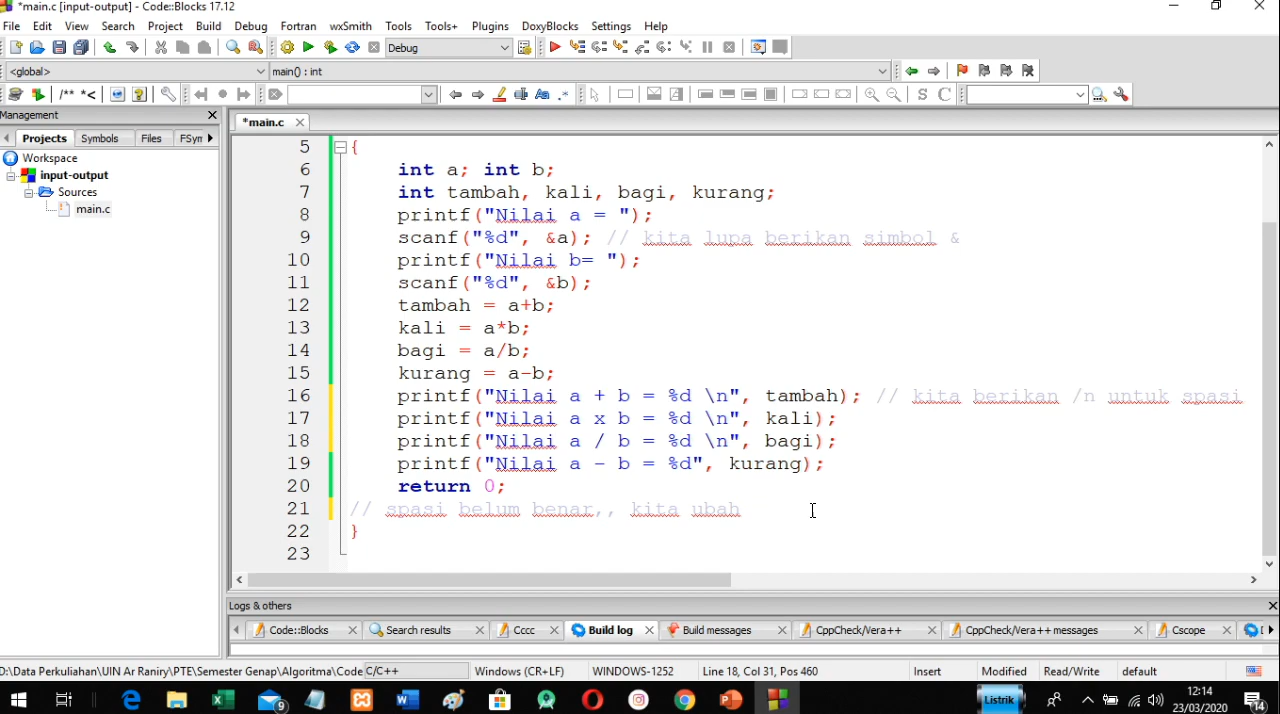 *main.c [input-output] - Code::Blocks 17.12
File Edit View Search Project Build Debug Fortran wxSmith Tools Tools+ Plugins DoxyBlocks Settings Help
Debug
<global> main() : int
/** *<
S C
Management
Projects Symbols Files FSyn
Workspace
input-output
Sources
main.c
*main.c
5 {
6 int a; int b;
7 int tambah, kali, bagi, kurang;
8 printf("Nilai a = ");
9 scanf("%d", &a); // kita lupa berikan simbol &
10 printf("Nilai b= ");
11 scanf("%d", &b);
12 tambah = a+b;
13 kali = a*b;
14 bagi = a/b;
15 kurang = a-b;
16 printf("Nilai a + b = %d \n", tambah); // kita berikan /n untuk spasi
17 printf("Nilai a x b = %d \n", kali);
18 printf("Nilai a / b = %d \n", bagi);
19 printf("Nilai a - b = %d", kurang);
20 return 0;
21 // spasi belum benar,, kita ubah
22 }
23
Logs & others
Code::Blocks Search results Cccc Build log Build messages CppCheck/Vera++ CppCheck/Vera++ messages Cscope
D:\Data Perkuliahan\UIN Ar Raniry\PTE\Semester Genap\Algoritma\Code C/C++ Windows (CR+LF) WINDOWS-1252 Line 18, Col 31, Pos 460 Insert Modified Read/Write default
Listrik
12:14
23/03/2020
9
14